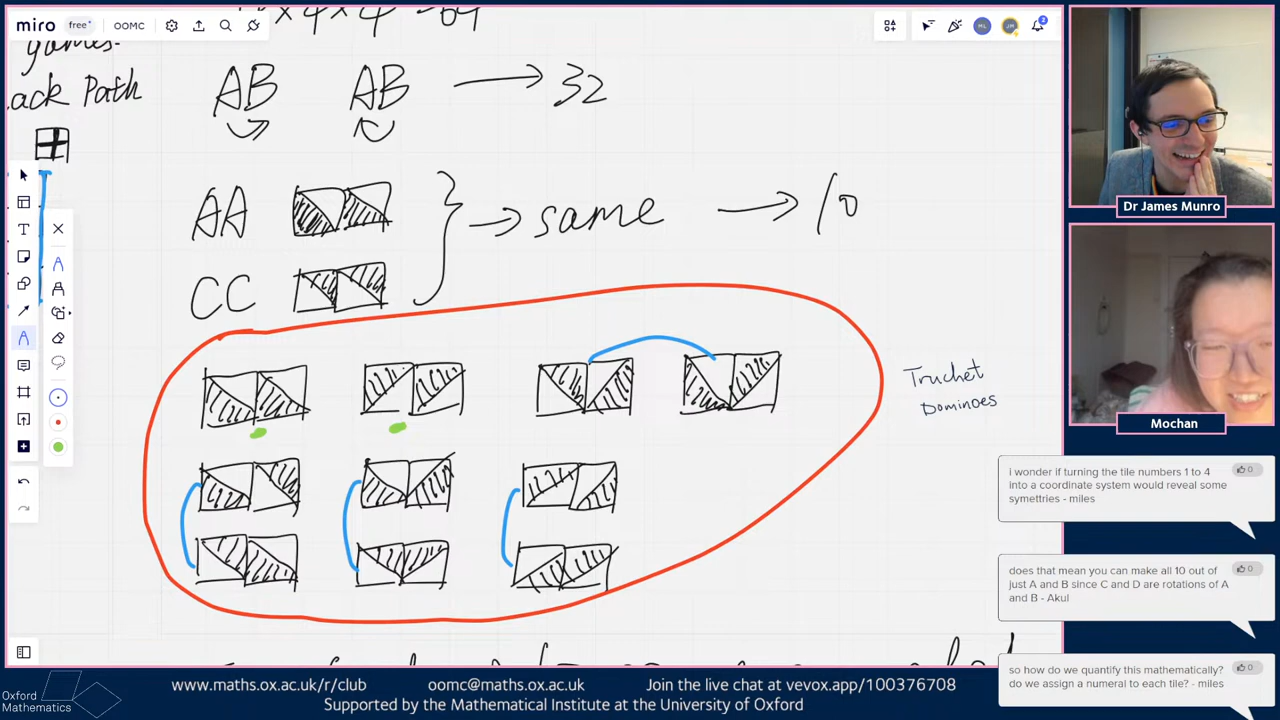 miro free OOMC
games.
ack Path
AB AB → 32
AA
CC
} → same → 10
Truchet
Dominoes
Dr James Munro
Mochan
i wonder if turning the tile numbers 1 to 4
into a coordinate system would reveal some
symettries - miles
0
does that mean you can make all 10 out of
just A and B since C and D are rotations of A
and B - Akul
0
so how do we quantify this mathematically?
do we assign a numeral to each tile? - miles
0
Oxford
Mathematics
www.maths.ox.ac.uk/r/club oomc@maths.ox.ac.uk Join the live chat at vevox.app/100376708
Supported by the Mathematical Institute at the University of Oxford